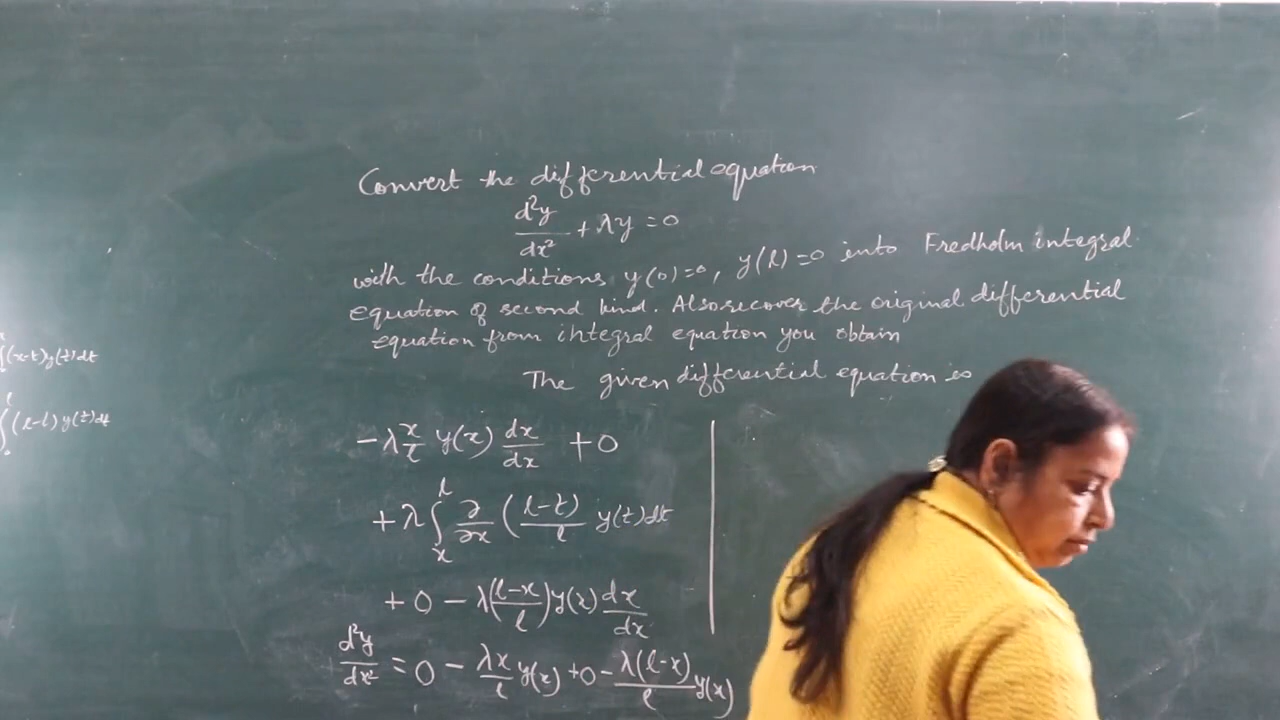 Convert the differential equation
d²y/dx² + λy = 0
with the conditions y(0)=0, y(l)=0 into Fredholm integral
equation of second kind. Also recover the original differential
equation from integral equation you obtain
The given differential equation is
∫(x-t)y(t)dt
∫(l-t)y(t)dt
-λ x/l y(x) dx/dx + 0
+ λ∫ₓˡ ∂/∂x ( (l-t)/l y(t)dt
+ 0 - λ((l-x)/l)y(x) dx/dx
d²y/dx² = 0 - λx/l y(x) + 0 - λ(l-x)/l y(x)